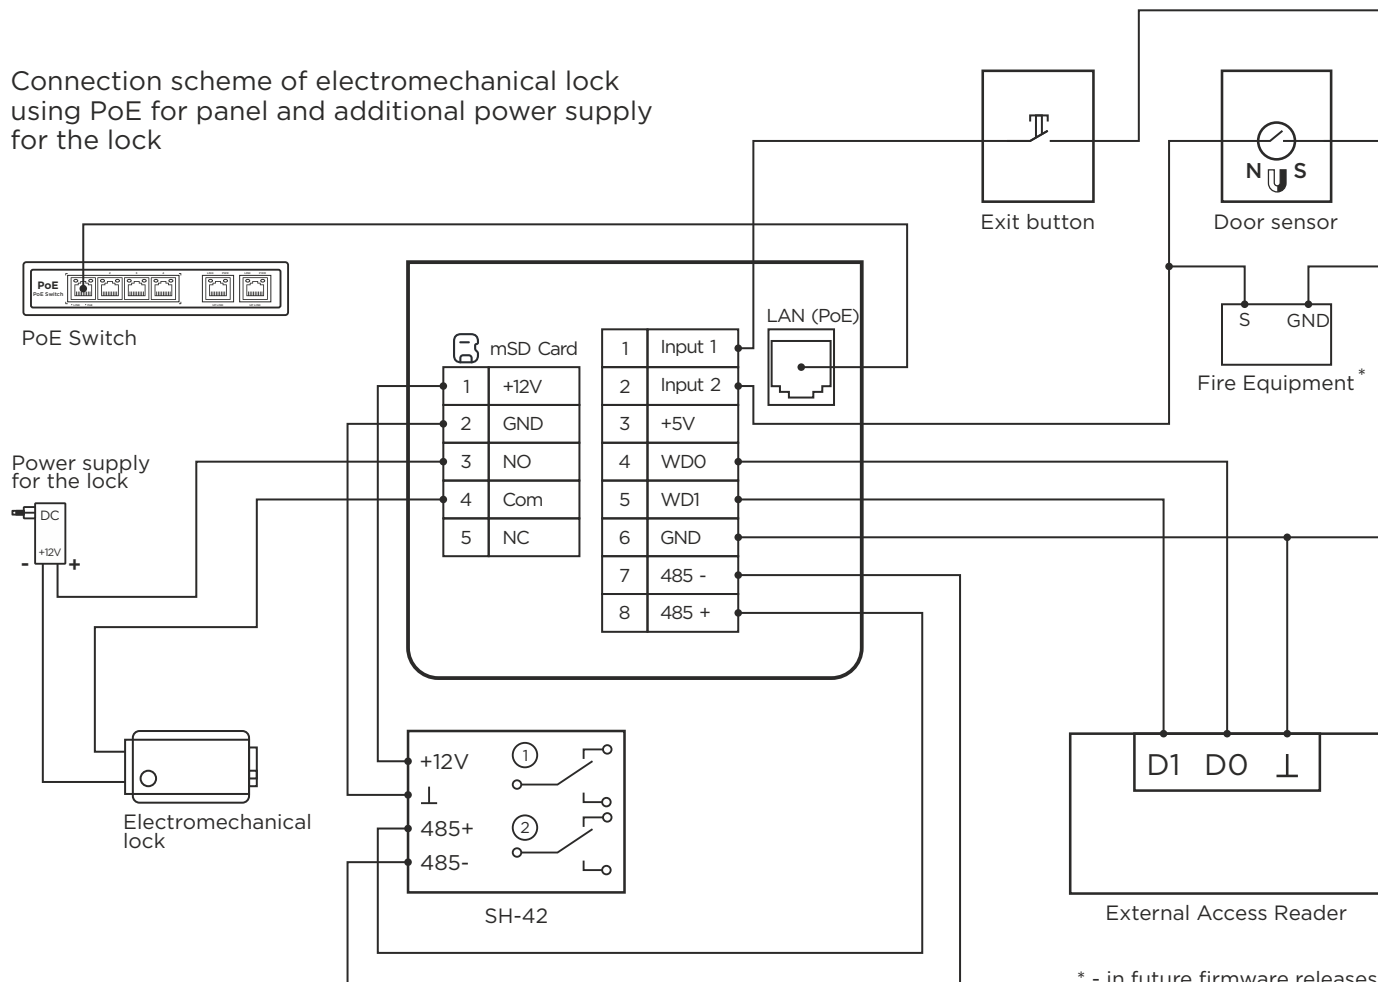 Connection scheme of electromechanical lock
using PoE for panel and additional power supply
for the lock
Exit button
Door sensor
N S
S GND
Fire Equipment *
PoE
PoE Switch
PoE Switch
LAN (PoE)
mSD Card
1 +12V
2 GND
3 NO
4 Com
5 NC
1 Input 1
2 Input 2
3 +5V
4 WD0
5 WD1
6 GND
7 485 -
8 485 +
Power supply
for the lock
DC
+12V
- +
Electromechanical
lock
+12V
485+
485-
1
2
SH-42
D1 D0
External Access Reader
* - in future firmware releases